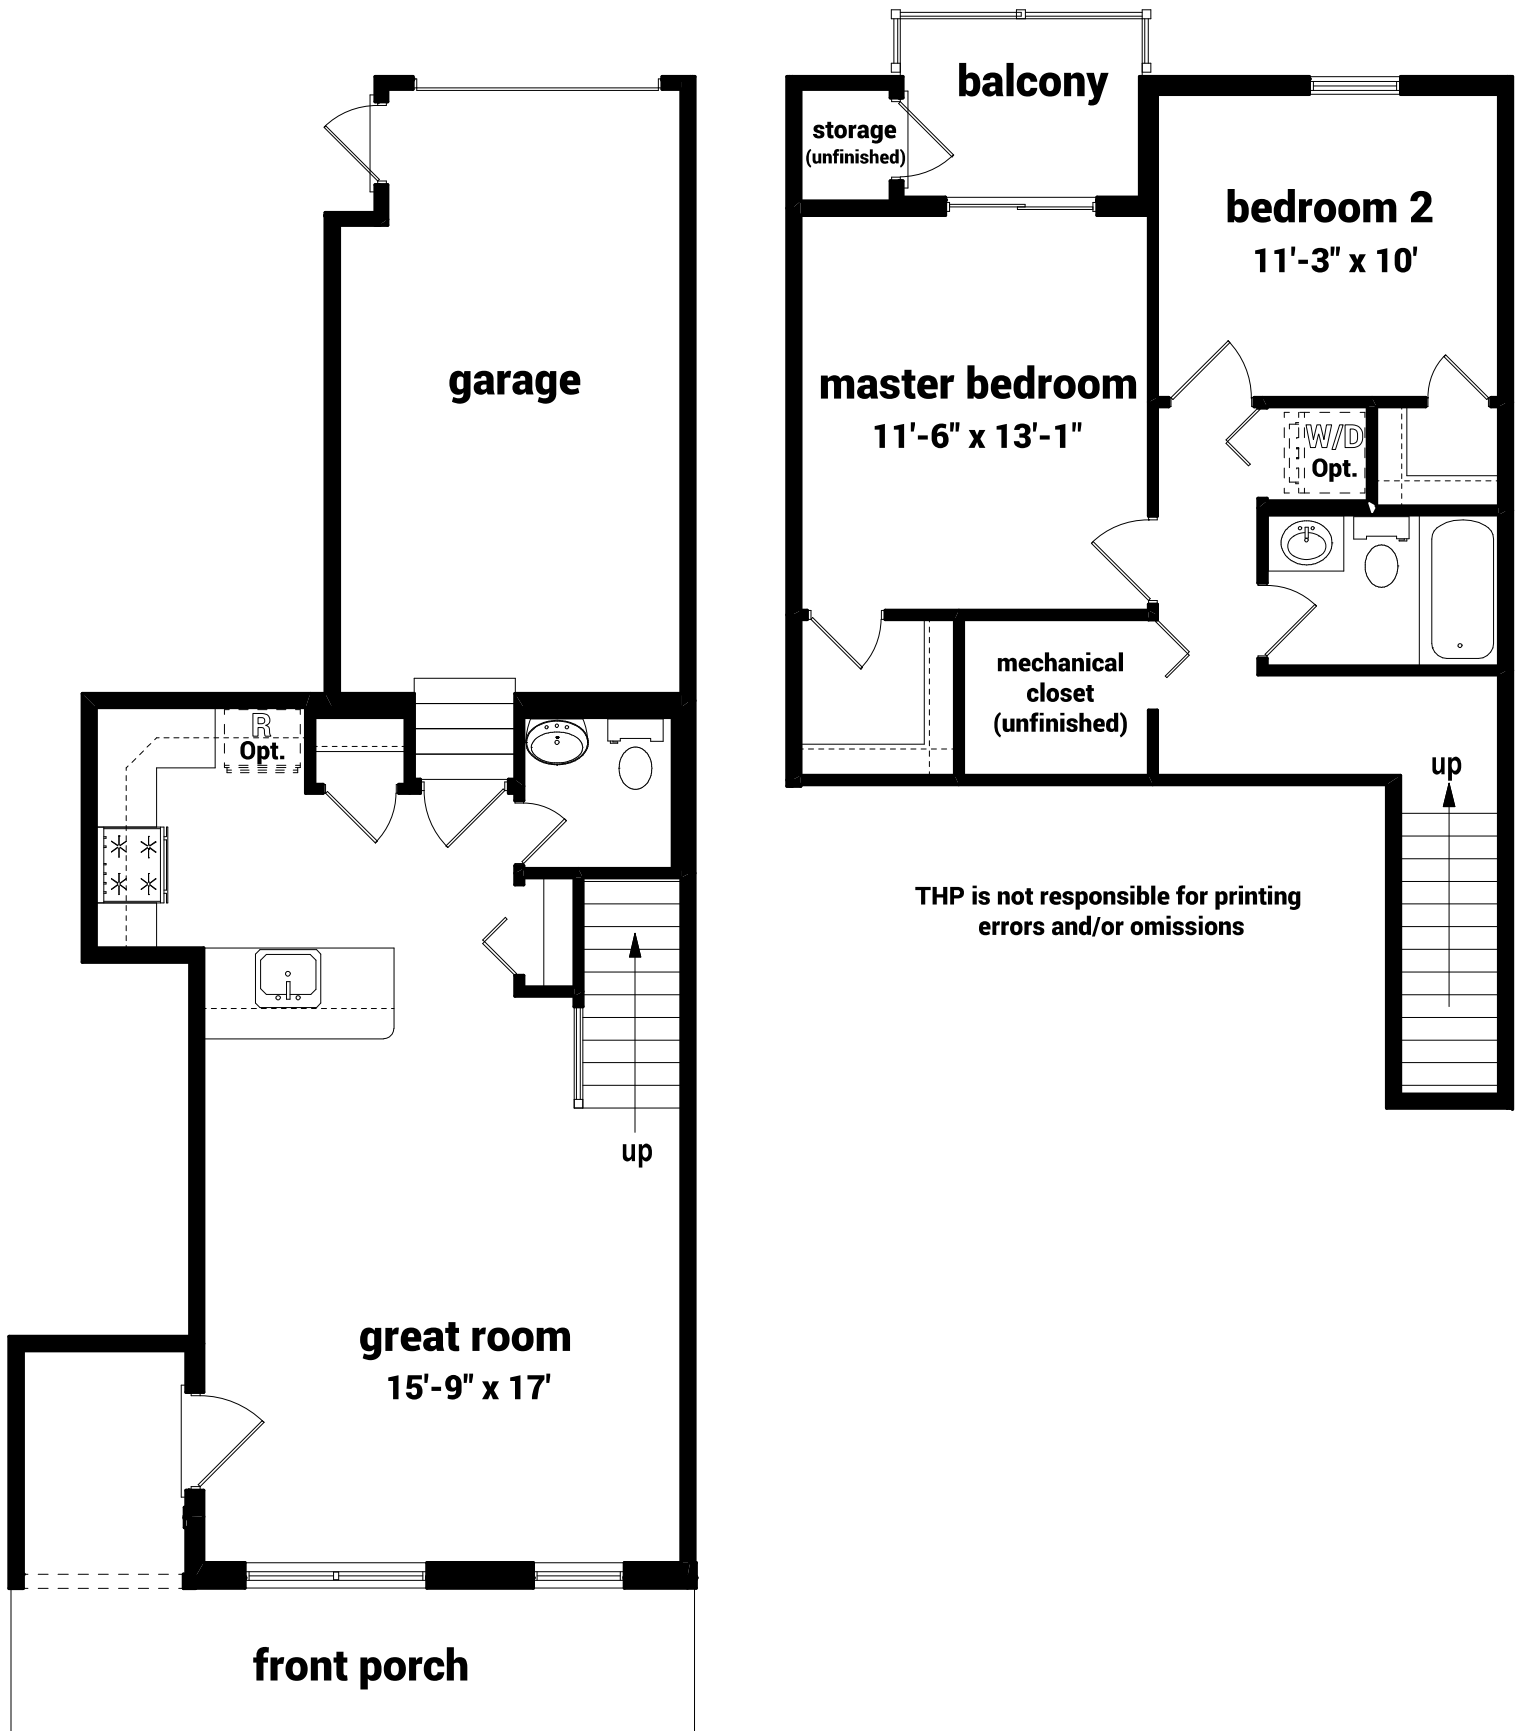 garage
R
Opt.
up
great room
15'-9" x 17'
front porch
balcony
storage
(unfinished)
bedroom 2
11'-3" x 10'
master bedroom
11'-6" x 13'-1"
W/D
Opt.
mechanical
closet
(unfinished)
up
THP is not responsible for printing
errors and/or omissions